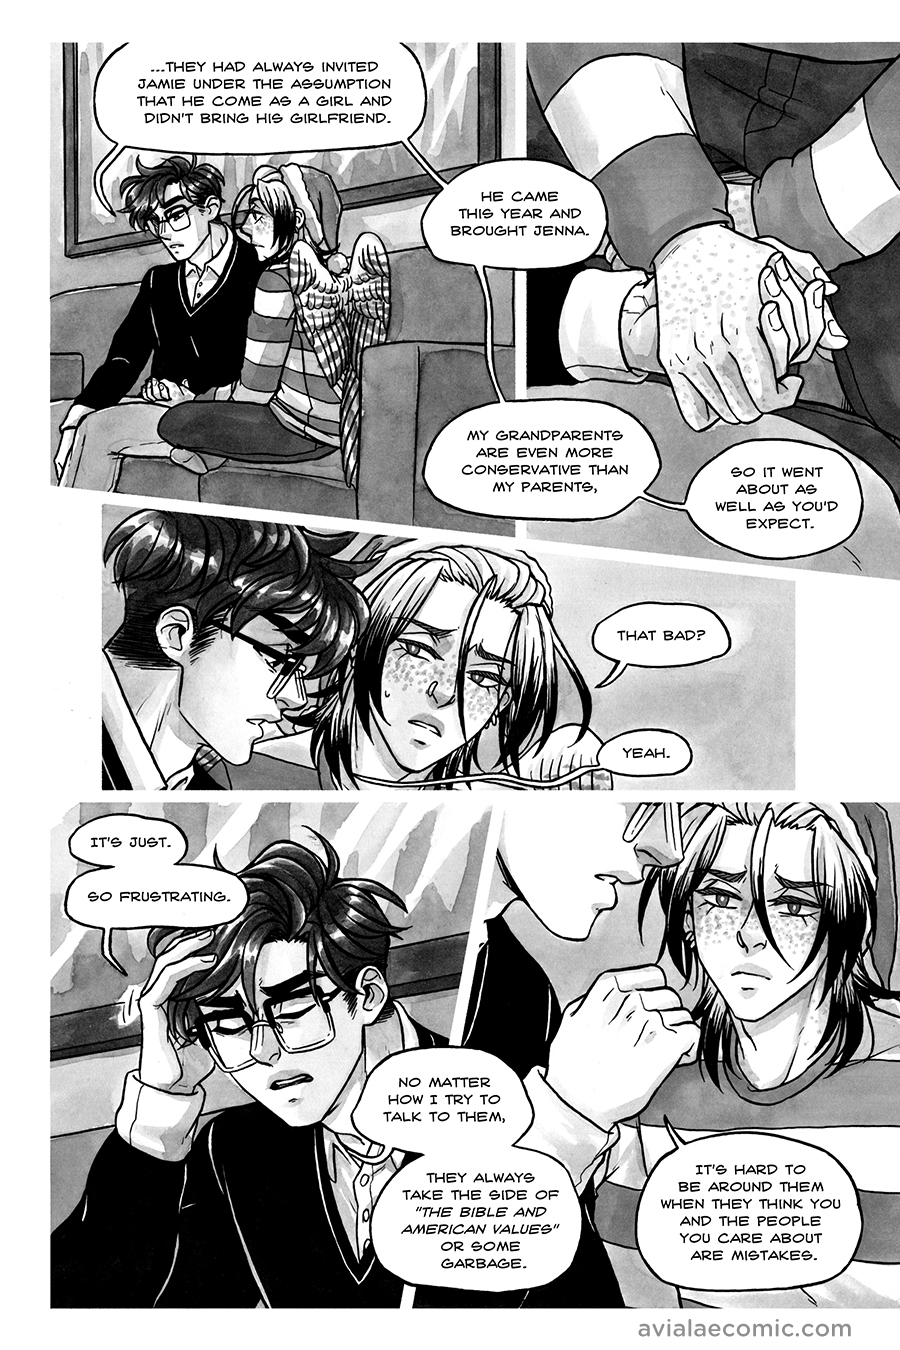 ...THEY HAD ALWAYS INVITED
JAMIE UNDER THE ASSUMPTION
THAT HE COME AS A GIRL AND
DIDN'T BRING HIS GIRLFRIEND.
HE CAME
THIS YEAR AND
BROUGHT JENNA.
MY GRANDPARENTS
ARE EVEN MORE
CONSERVATIVE THAN
MY PARENTS,
SO IT WENT
ABOUT AS
WELL AS YOU'D
EXPECT.
THAT BAD?
YEAH.
IT'S JUST.
SO FRUSTRATING.
NO MATTER
HOW I TRY TO
TALK TO THEM,
THEY ALWAYS
TAKE THE SIDE OF
"THE BIBLE AND
AMERICAN VALUES"
OR SOME
GARBAGE.
IT'S HARD TO
BE AROUND THEM
WHEN THEY THINK YOU
AND THE PEOPLE
YOU CARE ABOUT
ARE MISTAKES.
avialaecomic.com